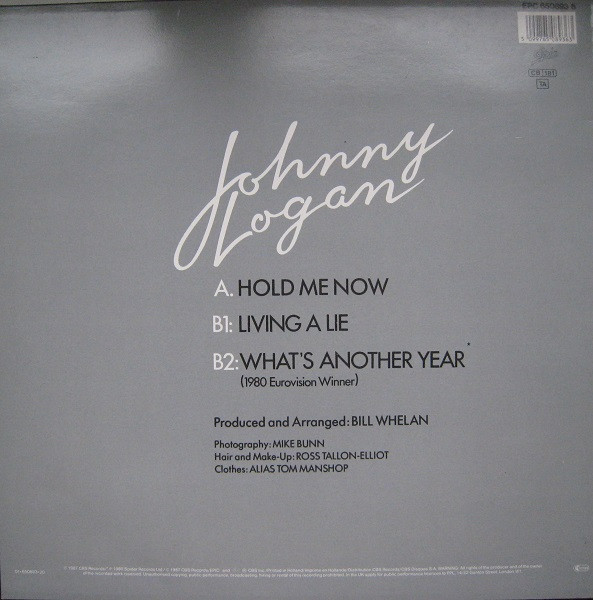 Johnny
Logan
A. HOLD ME NOW
B1: LIVING A LIE
B2: WHAT'S ANOTHER YEAR
(1980 Eurovision Winner)
Produced and Arranged: BILL WHELAN
Photography: MIKE BUNN
Hair and Make-Up: ROSS TALLON-ELLIOT
Clothes: ALIAS TOM MANSHOP